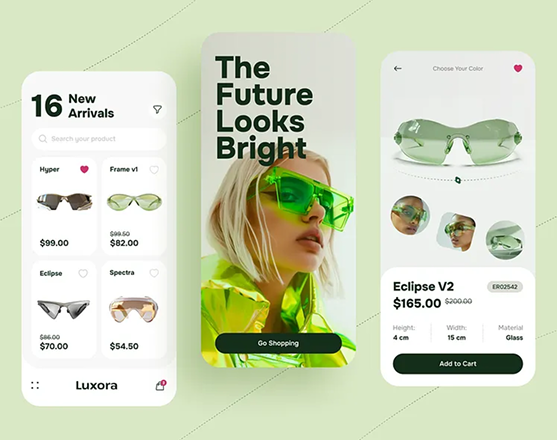 16 New
Arrivals
Search your product
Hyper
Frame v1
$99.00
$99.50
$82.00
Eclipse
Spectra
$86.00
$70.00
$54.50
Luxora
The
Future
Looks
Bright
Go Shopping
Choose Your Color
Eclipse V2
ER02542
$165.00 $200.00
Height:
4 cm
Width:
15 cm
Material
Glass
Add to Cart